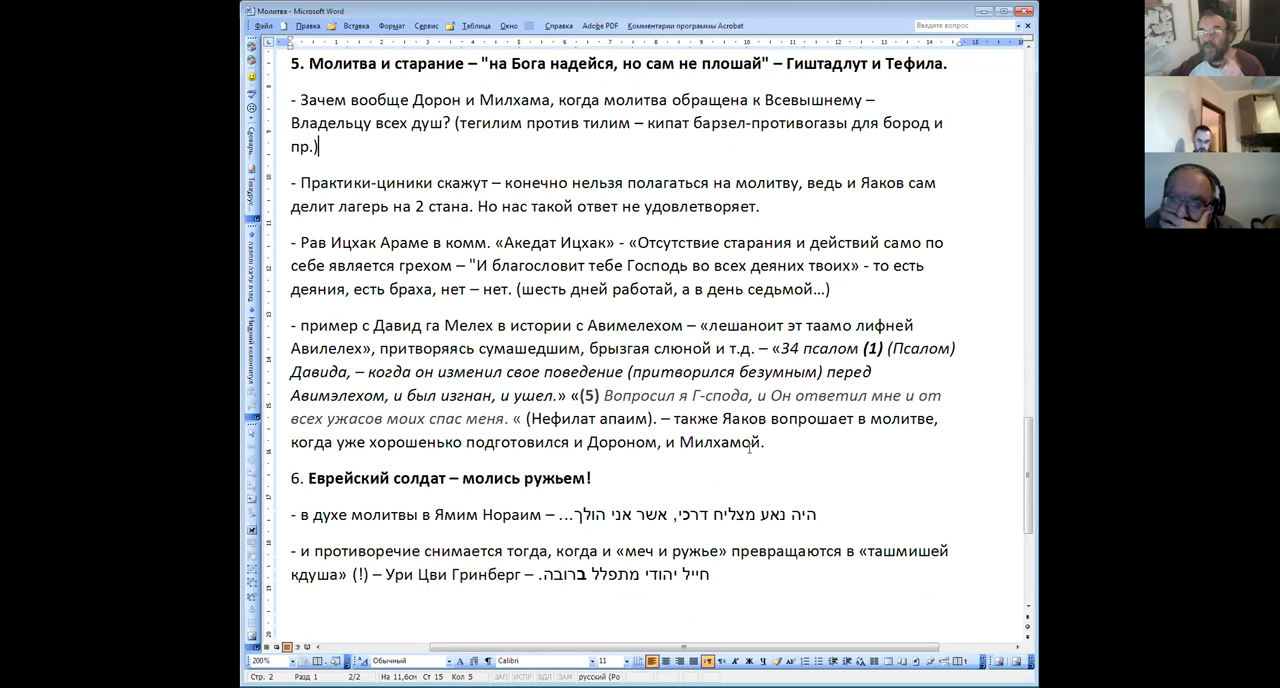 Молитва - Microsoft Word
Файл Правка Вставка Формат Сервис Таблица Окно Справка Adobe PDF Комментарии программы Acrobat Введите вопрос
5. Молитва и старание – "на Бога надейся, но сам не плошай" – Гиштадлут и Тефила.
- Зачем вообще Дорон и Милхама, когда молитва обращена к Всевышнему –
Владельцу всех душ? (тегилим против тилим – кипат барзел-противогазы для бород и
пр.)
- Практики-циники скажут – конечно нельзя полагаться на молитву, ведь и Яаков сам
делит лагерь на 2 стана. Но нас такой ответ не удовлетворяет.
- Рав Ицхак Араме в комм. «Акедат Ицхак» - «Отсутствие старания и действий само по
себе является грехом – "И благословит тебе Господь во всех деяних твоих» - то есть
деяния, есть браха, нет – нет. (шесть дней работай, а в день седьмой…)
- пример с Давид га Мелех в истории с Авимелехом – «лешаноит эт таамо лифней
Авилелех», притворяясь сумашедшим, брызгая слюной и т.д. – «34 псалом (1) (Псалом)
Давида, – когда он изменил свое поведение (притворился безумным) перед
Авимэлехом, и был изгнан, и ушел.» «(5) Вопросил я Г-спода, и Он ответил мне и от
всех ужасов моих спас меня. « (Нефилат апаим). – также Яаков вопрошает в молитве,
когда уже хорошенько подготовился и Дороном, и Милхамой.
6. Еврейский солдат – молись ружьем!
- в духе молитвы в Ямим Нораим – היה נאע מצליח דרכי, אשר אני הולך...
- и противоречие снимается тогда, когда и «меч и ружье» превращаются в «ташмишей
кдуша» (!) – Ури Цви Гринберг – חייל יהודי מתפלל ברובה.
200% Обычный Calibri 11
Стр. 2 Разд 1 2/2 На 11,6см Ст 15 Кол 5 ЗАП ИСПР ВДЛ ЗАМ русский (Ро